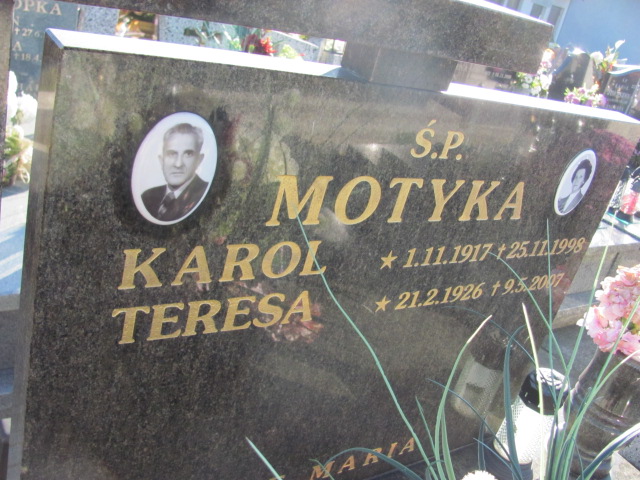 Ś.P.
MOTYKA
KAROL ★ 1.11.1917 † 25.11.1998
TERESA ★ 21.2.1926 † 9.5.2007
MARIA